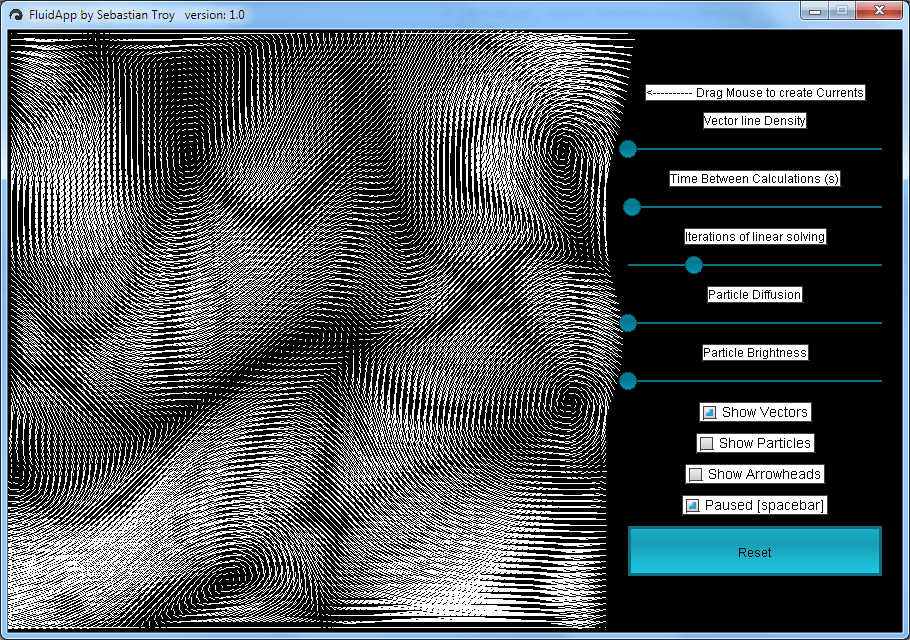 FluidApp by Sebastian Troy version: 1.0
<---------- Drag Mouse to create Currents
Vector line Density
Time Between Calculations (s)
Iterations of linear solving
Particle Diffusion
Particle Brightness
Show Vectors
Show Particles
Show Arrowheads
Paused [spacebar]
Reset